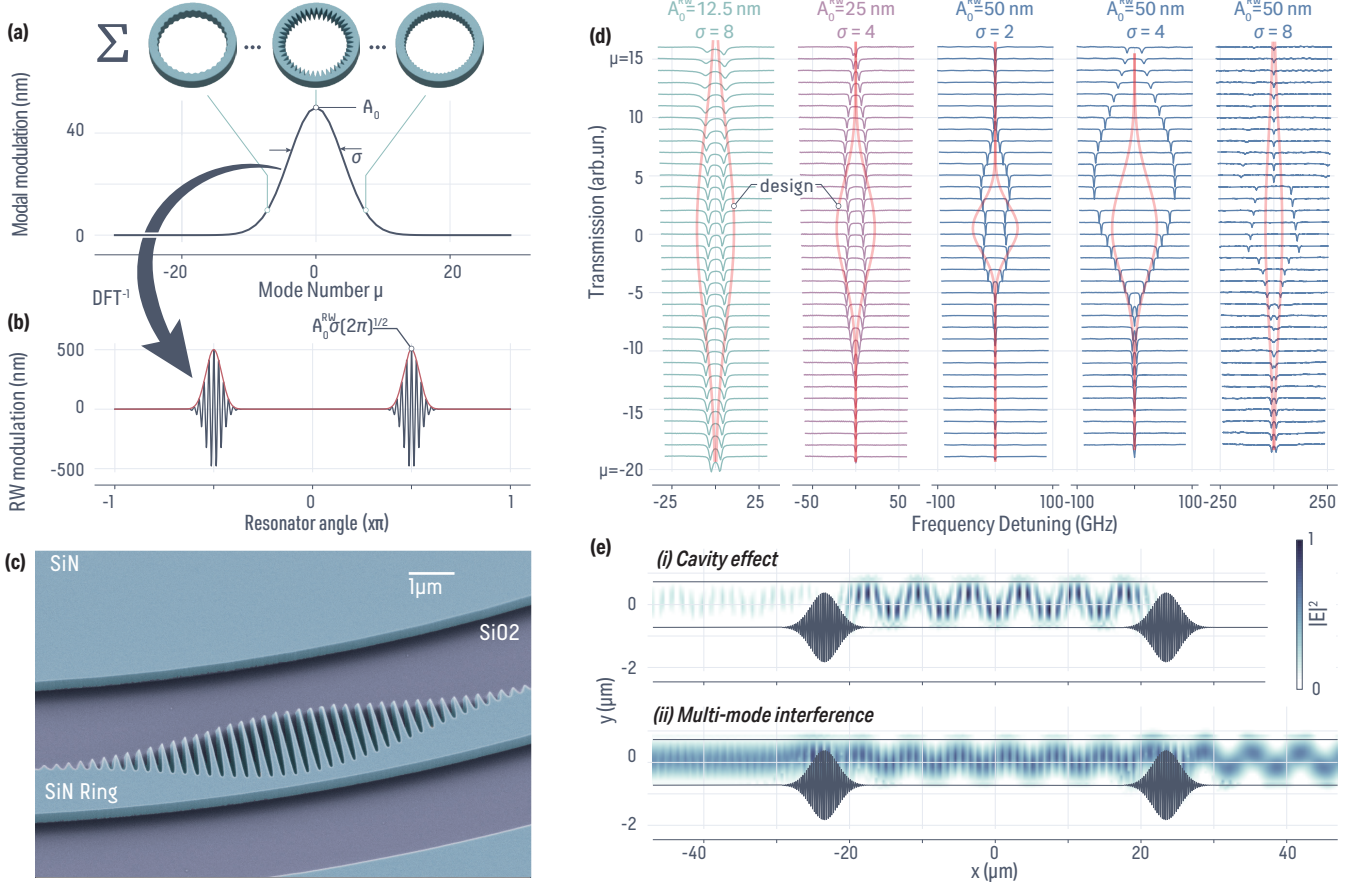 (a)
Σ
...
...
Modal modulation (nm)
40
0
A0
σ
-20
0
20
Mode Number μ
DFT-1
(b)
RW modulation (nm)
500
0
-500
A0RWσ(2π)1/2
-1
0
1
Resonator angle (xπ)
(c)
SiN
1μm
SiO2
SiN Ring
(d)
A0RW=12.5 nm
σ = 8
A0RW=25 nm
σ = 4
A0RW=50 nm
σ = 2
A0RW=50 nm
σ = 4
A0RW=50 nm
σ = 8
Transmission (arb.un.)
μ=15
10
5
0
-5
-10
-15
μ=-20
design
-25
25
-50
50
-100
100
-100
100
-250
250
Frequency Detuning (GHz)
(e)
(i) Cavity effect
0
-2
1
|E|2
0
y (μm)
(ii) Multi-mode interference
0
-2
-40
-20
0
20
40
x (μm)